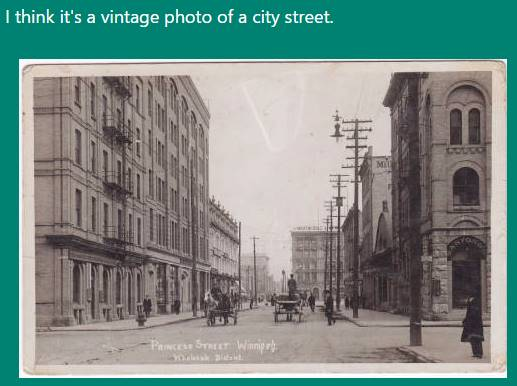 I think it's a vintage photo of a city street.
PRINCESS STREET Winnipeg.
Wholesale District.